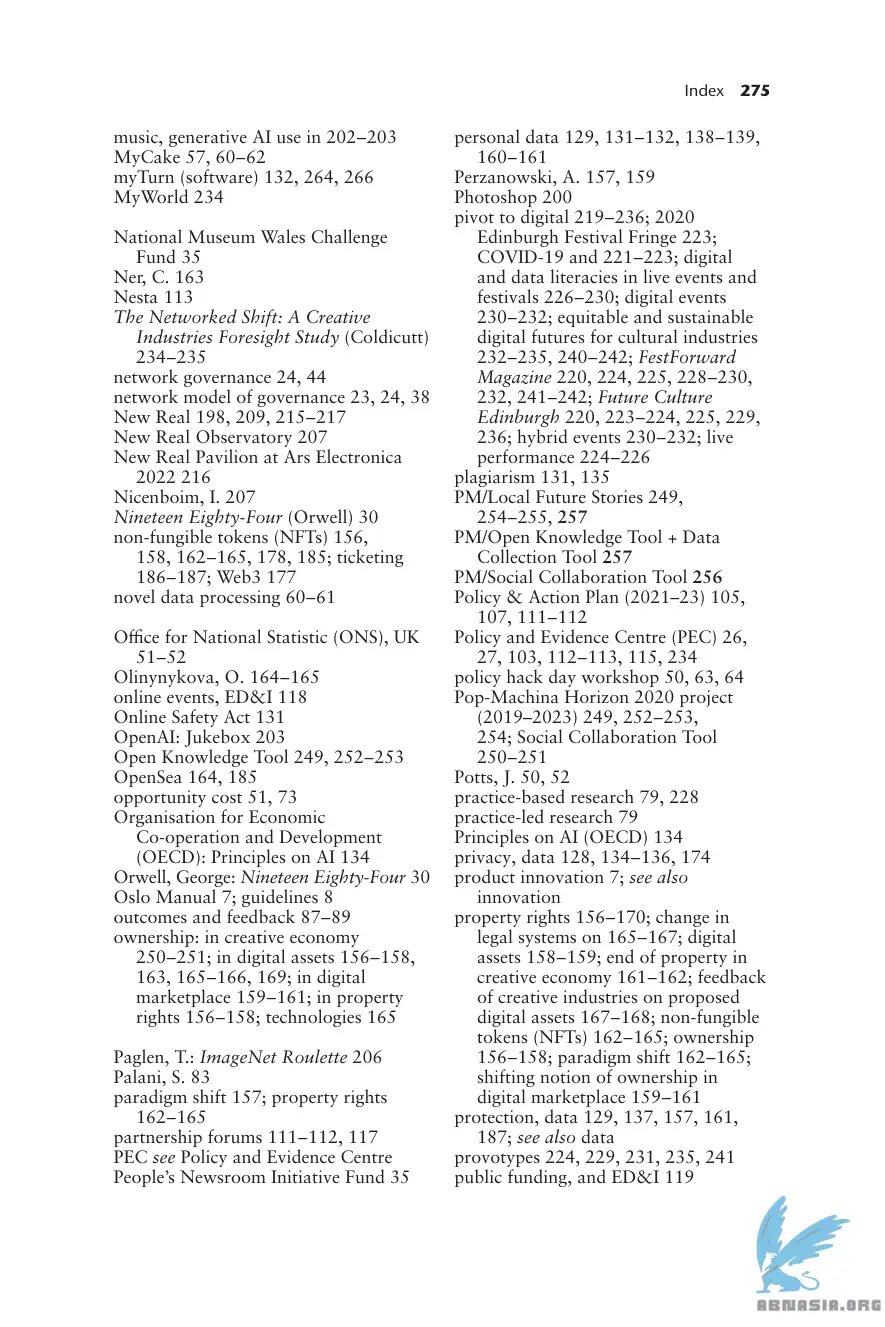 Index 275
music, generative AI use in 202–203
MyCake 57, 60–62
myTurn (software) 132, 264, 266
MyWorld 234
National Museum Wales Challenge
Fund 35
Ner, C. 163
Nesta 113
The Networked Shift: A Creative
Industries Foresight Study (Coldicutt)
234–235
network governance 24, 44
network model of governance 23, 24, 38
New Real 198, 209, 215–217
New Real Observatory 207
New Real Pavilion at Ars Electronica
2022 216
Nicenboim, I. 207
Nineteen Eighty-Four (Orwell) 30
non-fungible tokens (NFTs) 156,
158, 162–165, 178, 185; ticketing
186–187; Web3 177
novel data processing 60–61
Office for National Statistic (ONS), UK
51–52
Olinynykova, O. 164–165
online events, ED&I 118
Online Safety Act 131
OpenAI: Jukebox 203
Open Knowledge Tool 249, 252–253
OpenSea 164, 185
opportunity cost 51, 73
Organisation for Economic
Co-operation and Development
(OECD): Principles on AI 134
Orwell, George: Nineteen Eighty-Four 30
Oslo Manual 7; guidelines 8
outcomes and feedback 87–89
ownership: in creative economy
250–251; in digital assets 156–158,
163, 165–166, 169; in digital
marketplace 159–161; in property
rights 156–158; technologies 165
Paglen, T.: ImageNet Roulette 206
Palani, S. 83
paradigm shift 157; property rights
162–165
partnership forums 111–112, 117
PEC see Policy and Evidence Centre
People's Newsroom Initiative Fund 35
personal data 129, 131–132, 138–139,
160–161
Perzanowski, A. 157, 159
Photoshop 200
pivot to digital 219–236; 2020
Edinburgh Festival Fringe 223;
COVID-19 and 221–223; digital
and data literacies in live events and
festivals 226–230; digital events
230–232; equitable and sustainable
digital futures for cultural industries
232–235, 240–242; FestForward
Magazine 220, 224, 225, 228–230,
232, 241–242; Future Culture
Edinburgh 220, 223–224, 225, 229,
236; hybrid events 230–232; live
performance 224–226
plagiarism 131, 135
PM/Local Future Stories 249,
254–255, 257
PM/Open Knowledge Tool + Data
Collection Tool 257
PM/Social Collaboration Tool 256
Policy & Action Plan (2021–23) 105,
107, 111–112
Policy and Evidence Centre (PEC) 26,
27, 103, 112–113, 115, 234
policy hack day workshop 50, 63, 64
Pop-Machina Horizon 2020 project
(2019–2023) 249, 252–253,
254; Social Collaboration Tool
250–251
Potts, J. 50, 52
practice-based research 79, 228
practice-led research 79
Principles on AI (OECD) 134
privacy, data 128, 134–136, 174
product innovation 7; see also
innovation
property rights 156–170; change in
legal systems on 165–167; digital
assets 158–159; end of property in
creative economy 161–162; feedback
of creative industries on proposed
digital assets 167–168; non-fungible
tokens (NFTs) 162–165; ownership
156–158; paradigm shift 162–165;
shifting notion of ownership in
digital marketplace 159–161
protection, data 129, 137, 157, 161,
187; see also data
provotypes 224, 229, 231, 235, 241
public funding, and ED&I 119
ABNASIA.ORG